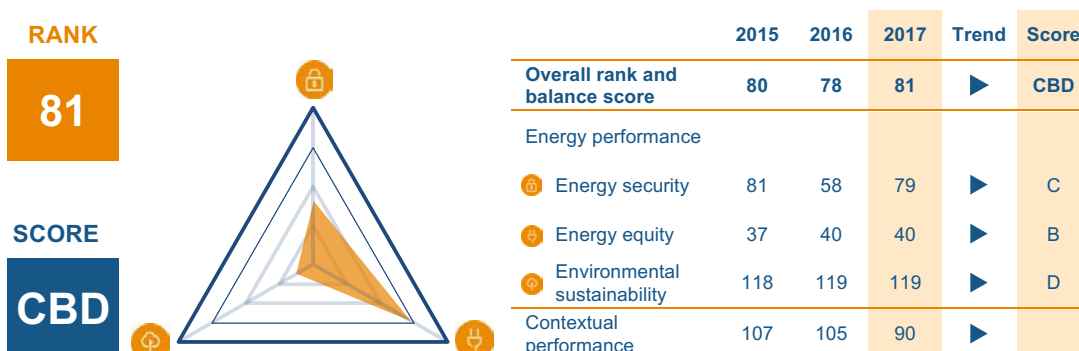 RANK
81
SCORE
CBD
2015 2016 2017 Trend Score
Overall rank and
balance score 80 78 81 CBD
Energy performance
Energy security 81 58 79 C
Energy equity 37 40 40 B
Environmental
sustainability 118 119 119 D
Contextual
performance 107 105 90